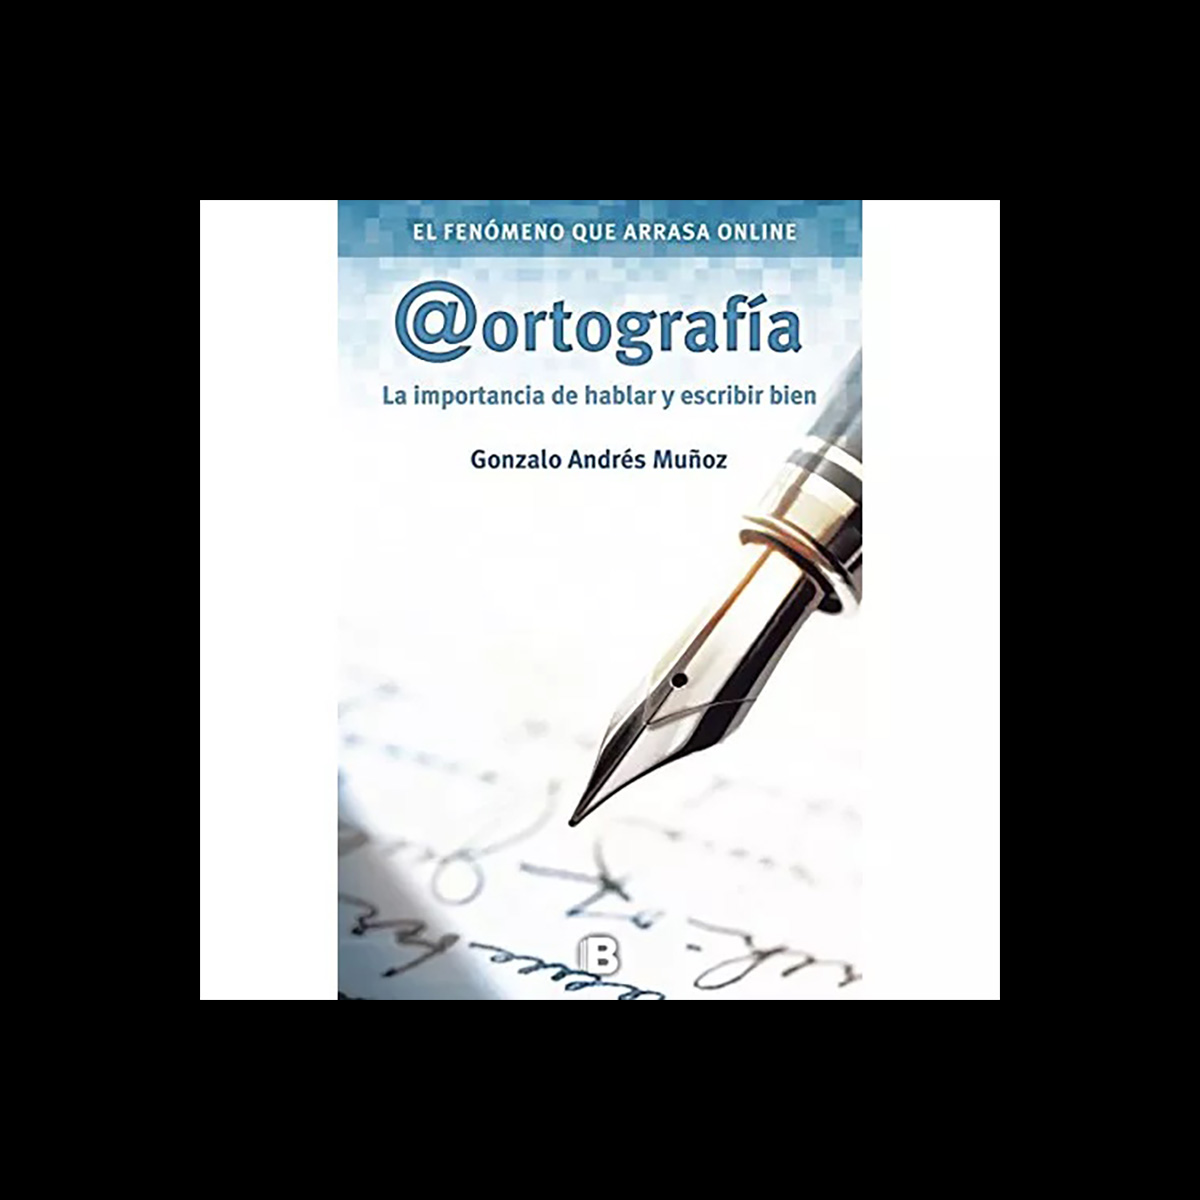 EL FENÓMENO QUE ARRASA ONLINE
@ortografía
La importancia de hablar y escribir bien
Gonzalo Andrés Muñoz
B